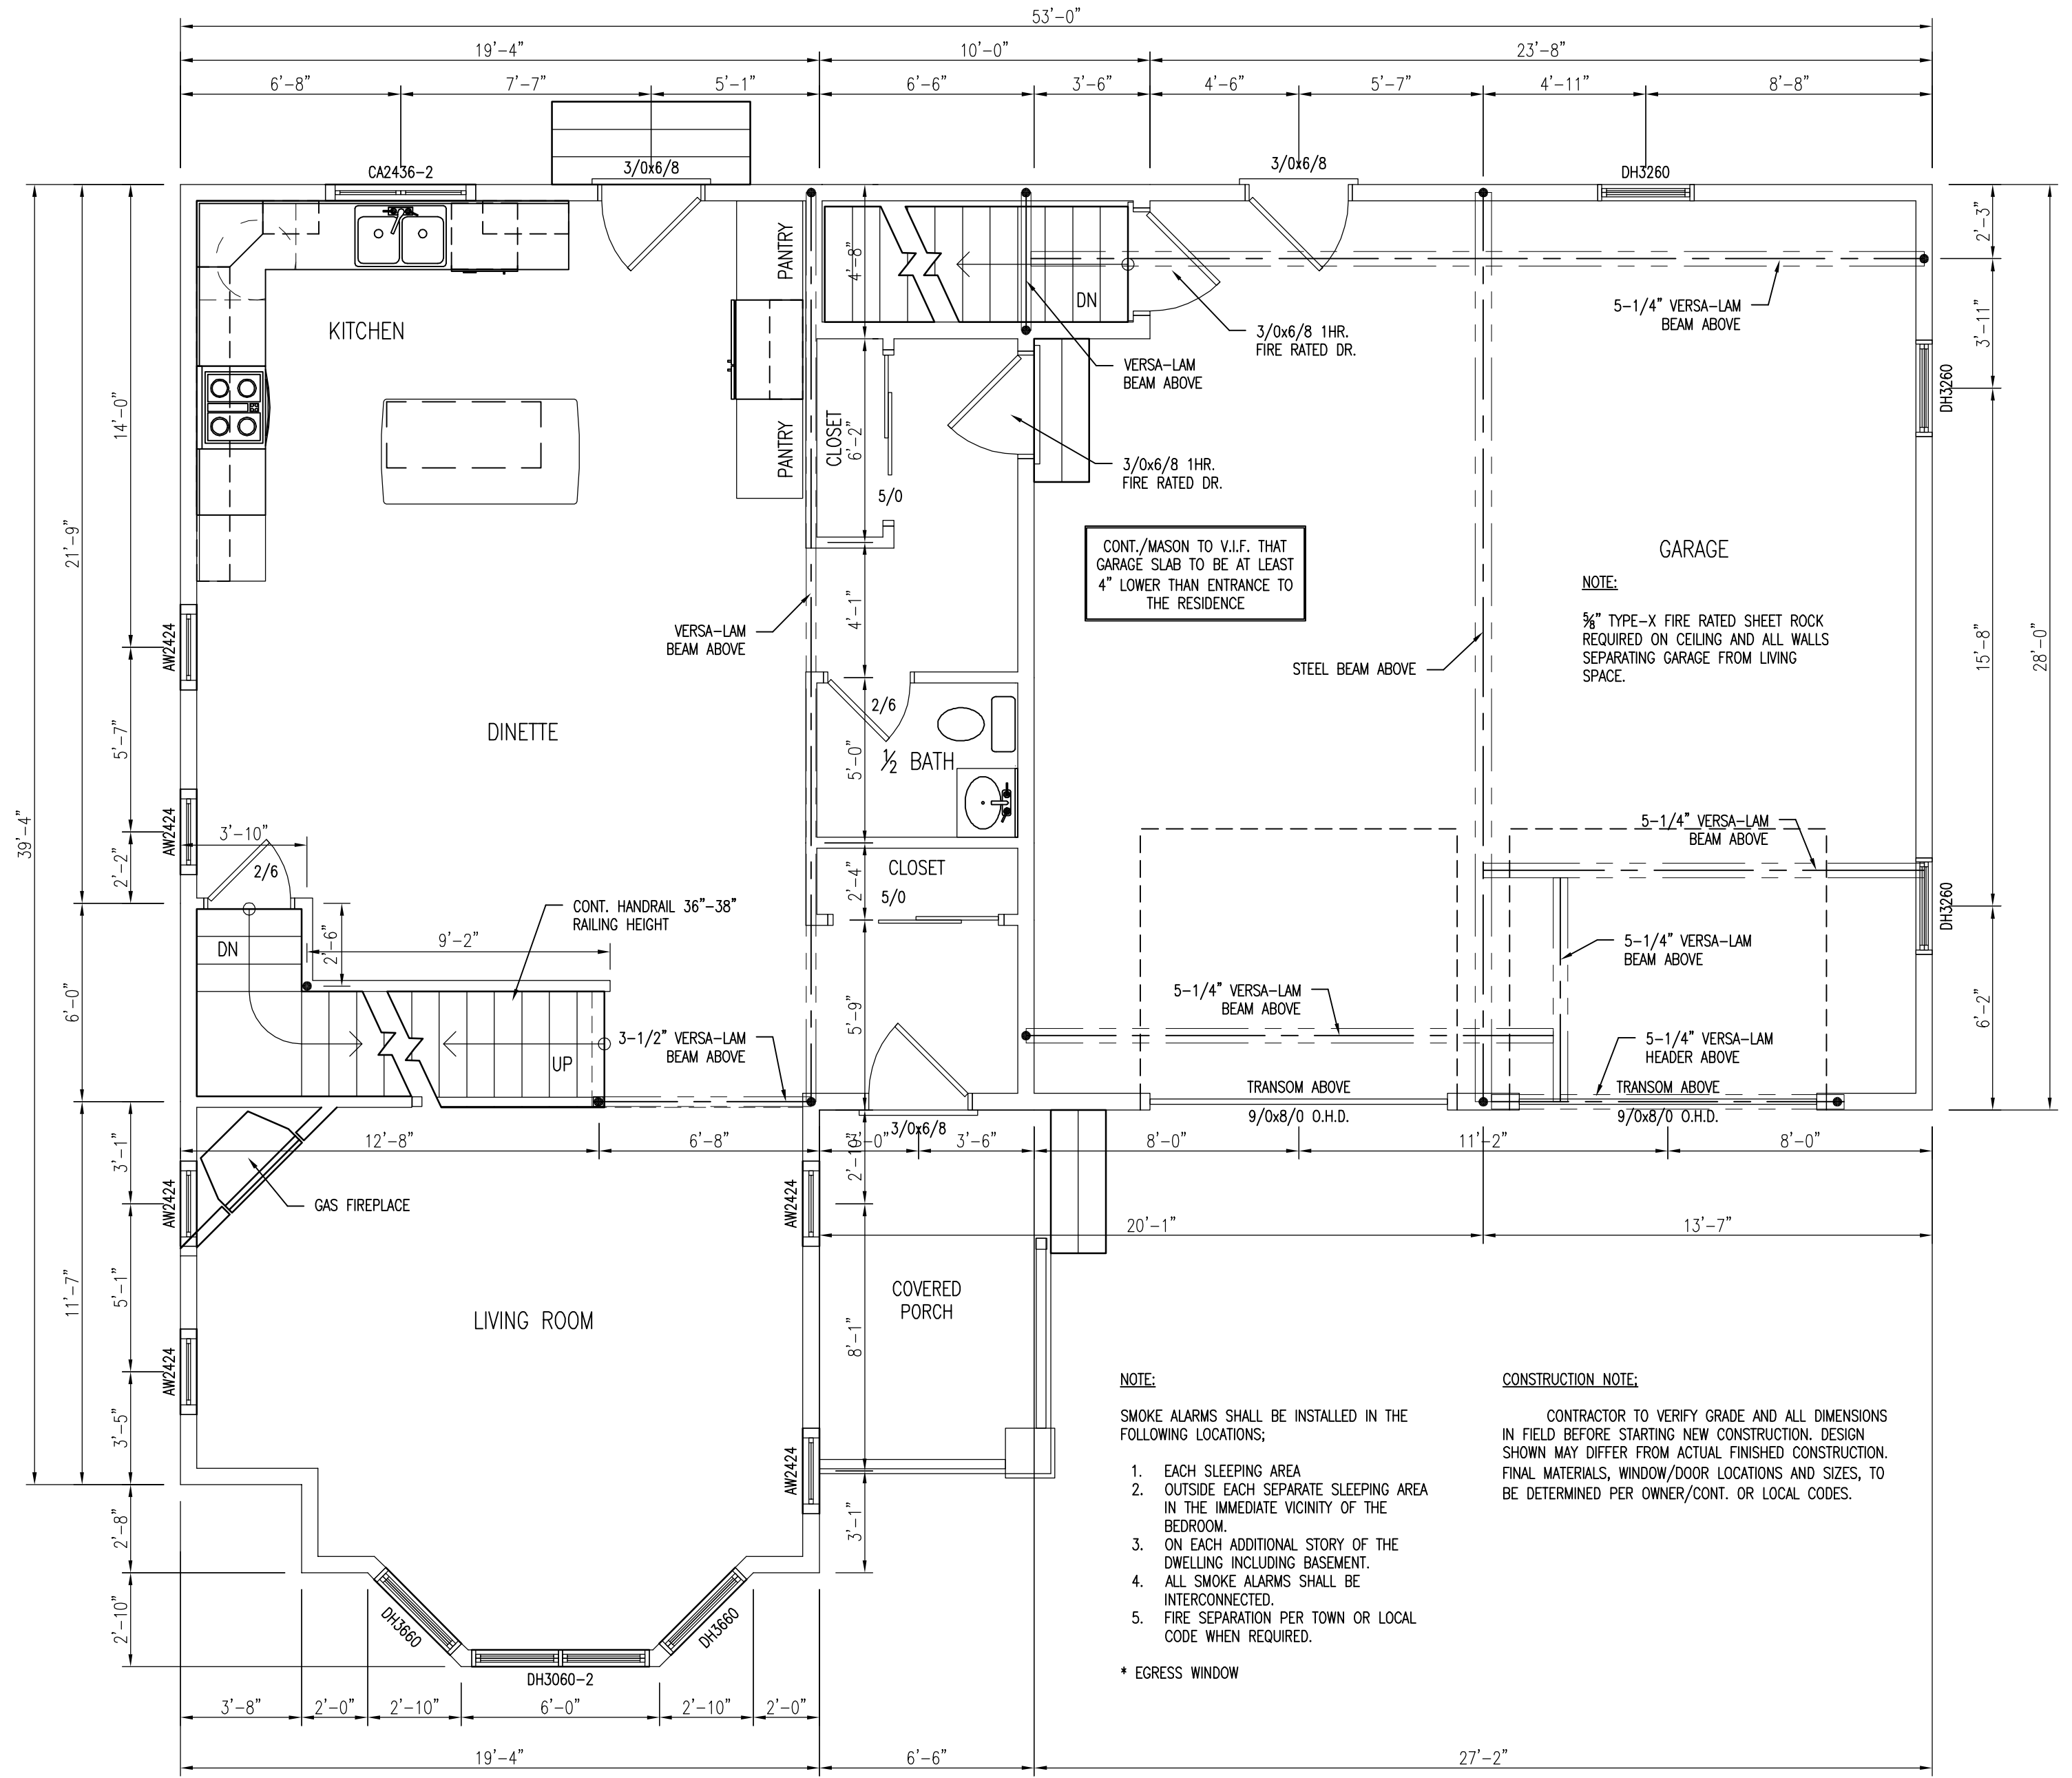 53'-0"
19'-4" 10'-0" 23'-8"
6'-8" 7'-7" 5'-1" 6'-6" 3'-6" 4'-6" 5'-7" 4'-11" 8'-8"
CA2436-2
3/0x6/8
3/0x6/8
DH3260
39'-4"
21'-9"
6'-0"
11'-7"
14'-0"
5'-7"
2'-2"
3'-1"
5'-1"
3'-5"
2'-8"
2'-10"
KITCHEN
PANTRY
PANTRY
4'-8"
DN
3/0x6/8 1HR.
FIRE RATED DR.
VERSA-LAM
BEAM ABOVE
5-1/4" VERSA-LAM
BEAM ABOVE
2'-3"
3'-11"
15'-8"
6'-2"
28'-0"
DH3260
CLOSET
6'-2"
5/0
3/0x6/8 1HR.
FIRE RATED DR.
CONT./MASON TO V.I.F. THAT
GARAGE SLAB TO BE AT LEAST
4" LOWER THAN ENTRANCE TO
THE RESIDENCE
GARAGE
NOTE:
⅝" TYPE-X FIRE RATED SHEET ROCK
REQUIRED ON CEILING AND ALL WALLS
SEPARATING GARAGE FROM LIVING
SPACE.
AW2424
VERSA-LAM
BEAM ABOVE
4'-1"
STEEL BEAM ABOVE
DINETTE
2/6
½ BATH
5'-0"
AW2424
3'-10"
2/6
CLOSET
2'-4"
5/0
5-1/4" VERSA-LAM
BEAM ABOVE
DH3260
CONT. HANDRAIL 36"-38"
RAILING HEIGHT
DN
9'-2"
2'-6"
5'-9"
5-1/4" VERSA-LAM
BEAM ABOVE
5-1/4" VERSA-LAM
BEAM ABOVE
UP
3-1/2" VERSA-LAM
BEAM ABOVE
5-1/4" VERSA-LAM
HEADER ABOVE
TRANSOM ABOVE
TRANSOM ABOVE
9/0x8/0 O.H.D.
9/0x8/0 O.H.D.
3/0x6/8
12'-8" 6'-8" 3'-0" 3'-6" 8'-0" 11'-2" 8'-0"
2'-10"
AW2424
GAS FIREPLACE
AW2424
20'-1" 13'-7"
COVERED
PORCH
LIVING ROOM
8'-1"
AW2424
AW2424
3'-1"
NOTE:
SMOKE ALARMS SHALL BE INSTALLED IN THE
FOLLOWING LOCATIONS;
1. EACH SLEEPING AREA
2. OUTSIDE EACH SEPARATE SLEEPING AREA
IN THE IMMEDIATE VICINITY OF THE
BEDROOM.
3. ON EACH ADDITIONAL STORY OF THE
DWELLING INCLUDING BASEMENT.
4. ALL SMOKE ALARMS SHALL BE
INTERCONNECTED.
5. FIRE SEPARATION PER TOWN OR LOCAL
CODE WHEN REQUIRED.
* EGRESS WINDOW
CONSTRUCTION NOTE;
CONTRACTOR TO VERIFY GRADE AND ALL DIMENSIONS
IN FIELD BEFORE STARTING NEW CONSTRUCTION. DESIGN
SHOWN MAY DIFFER FROM ACTUAL FINISHED CONSTRUCTION.
FINAL MATERIALS, WINDOW/DOOR LOCATIONS AND SIZES, TO
BE DETERMINED PER OWNER/CONT. OR LOCAL CODES.
DH3660
DH3660
DH3060-2
3'-8" 2'-0" 2'-10" 6'-0" 2'-10" 2'-0"
19'-4" 6'-6" 27'-2"